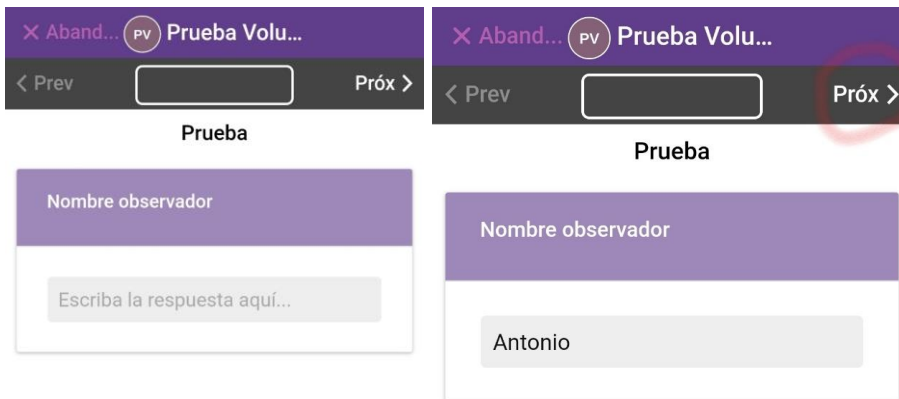 Aband... PV Prueba Volu...
Prev Próx
Prueba
Nombre observador
Escriba la respuesta aquí...
Aband... PV Prueba Volu...
Prev Próx
Prueba
Nombre observador
Antonio